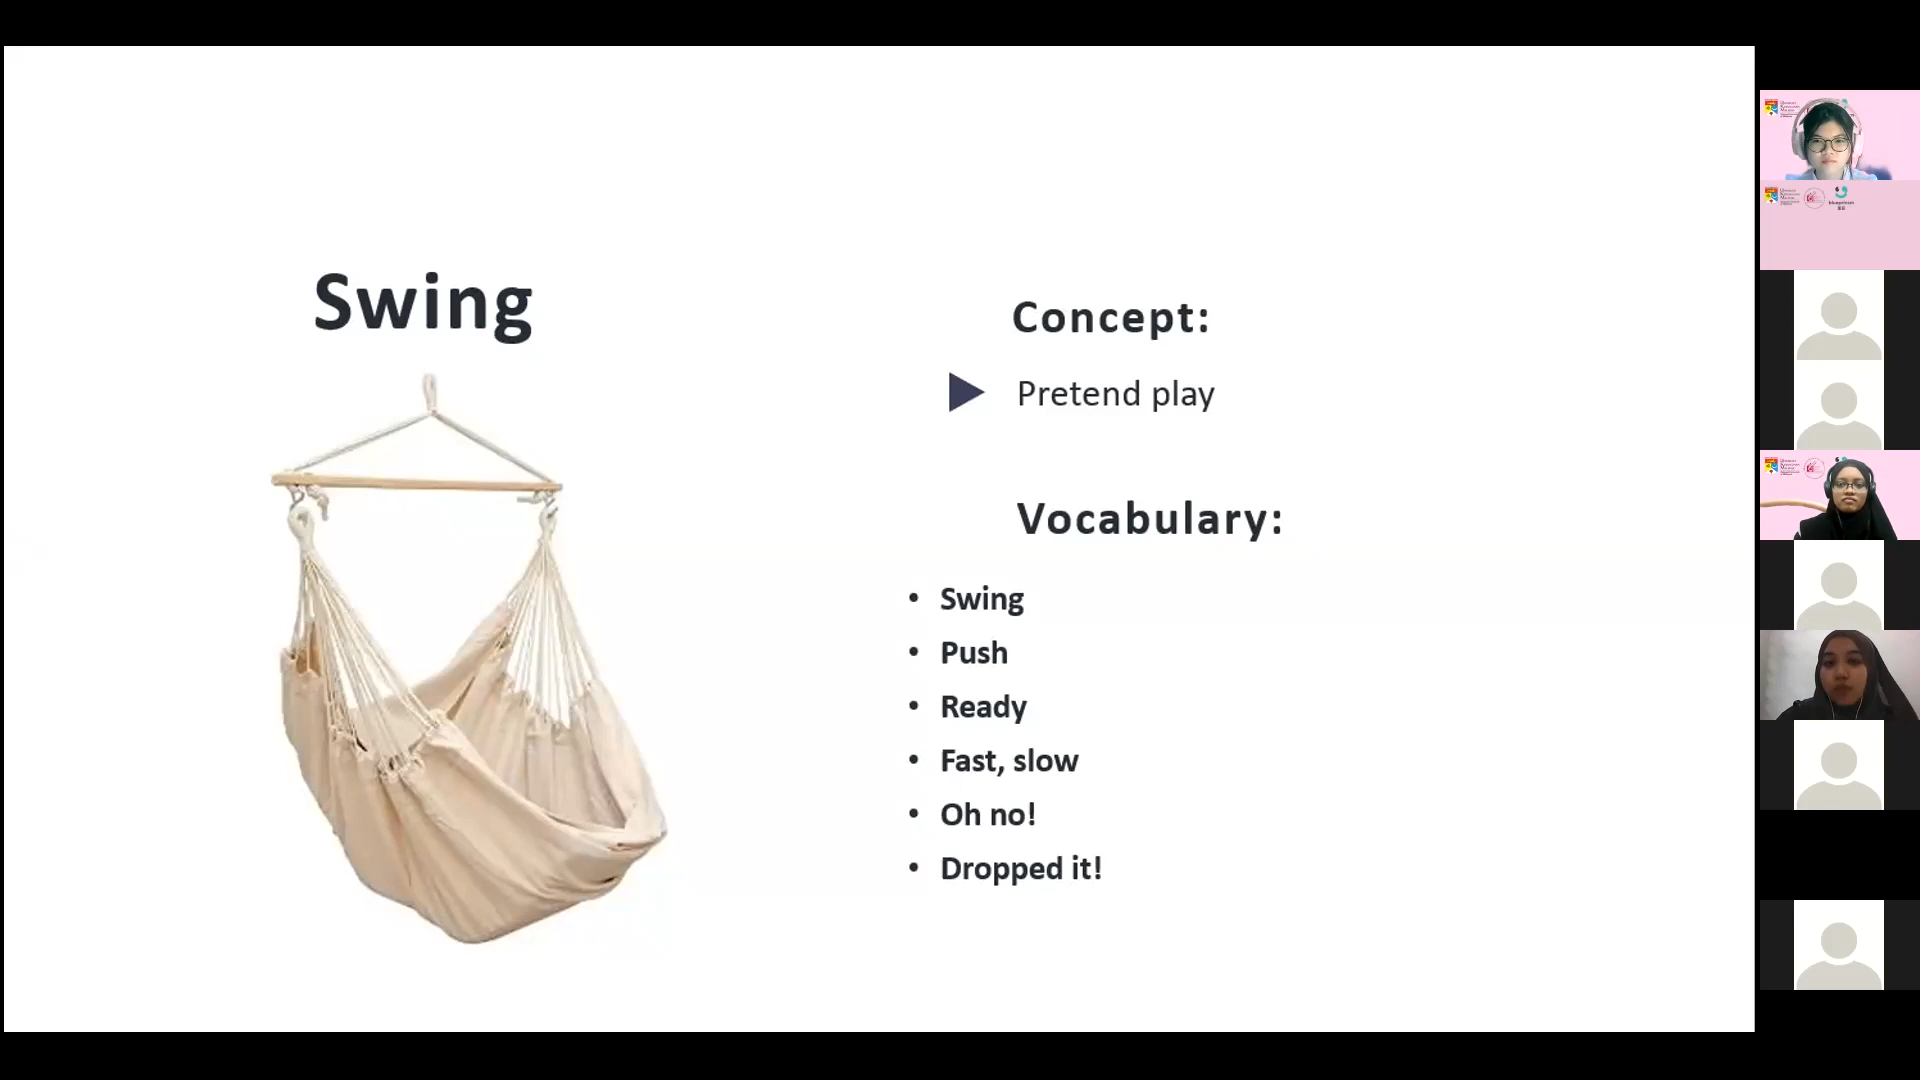 Swing
Concept:
Pretend play
Vocabulary:
• Swing
• Push
• Ready
• Fast, slow
• Oh no!
• Dropped it!